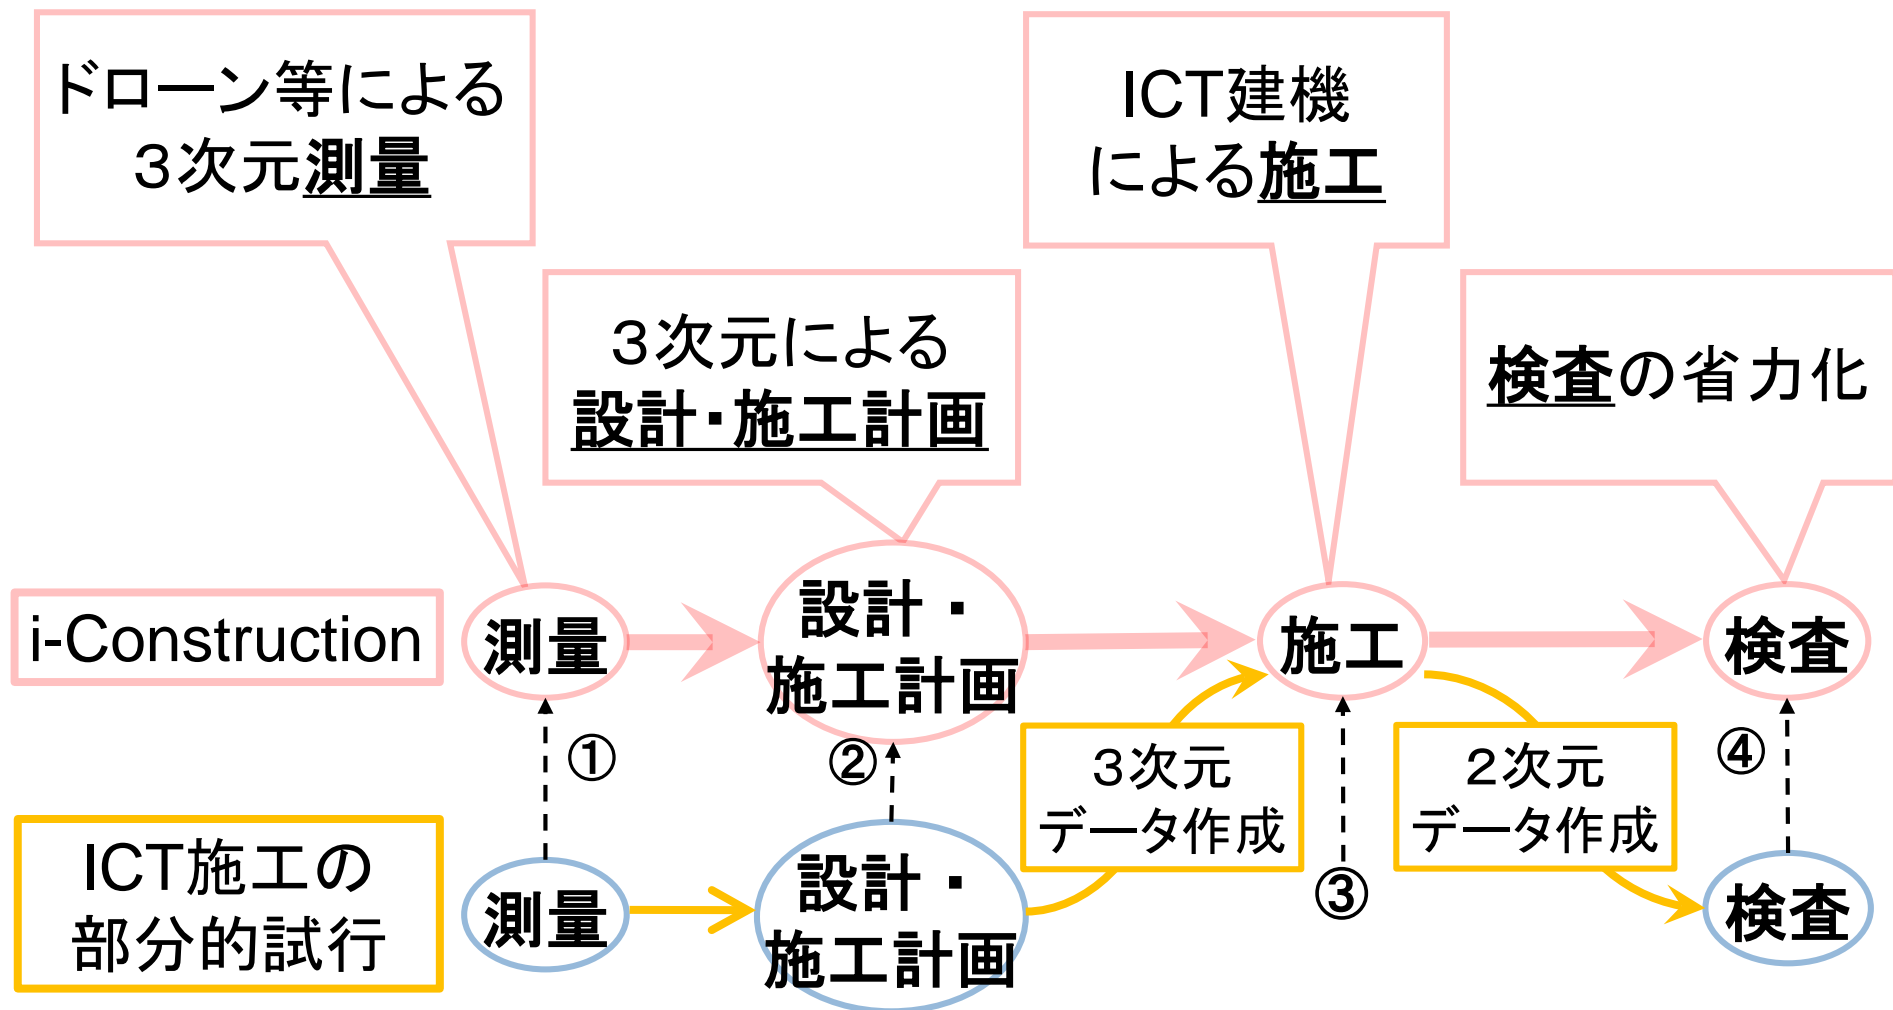 ドローン等による
３次元測量
３次元による
設計・施工計画
ICT建機
による施工
検査の省力化
i-Construction
測量
設計・
施工計画
施工
検査
①
②
③
④
ICT施工の
部分的試行
測量
設計・
施工計画
３次元
データ作成
２次元
データ作成
検査